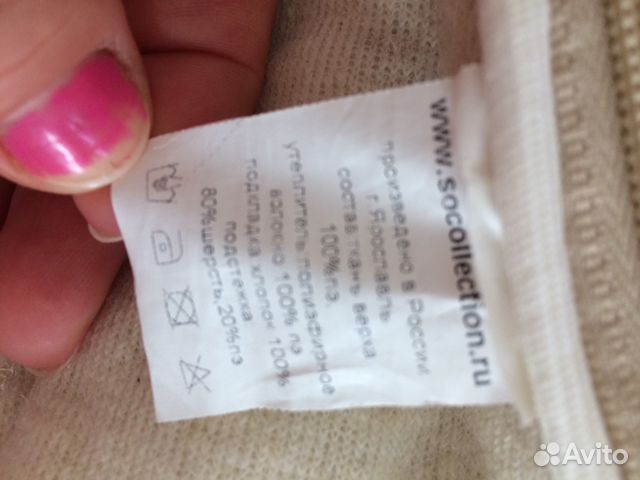 www.socollection.ru
произведено в России
г.Ярославль
состав:ткань верха
100%пэ.
утеплитель:полиэфирное
волокно 100% пэ
подкладка:хлопок 100%
подстежка
80%шерсть,20%пэ
Avito